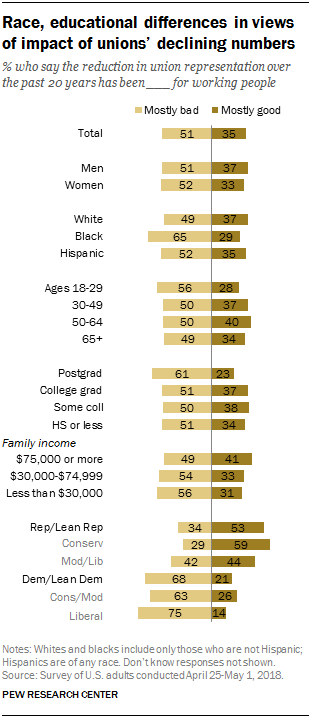 Race, educational differences in views
of impact of unions' declining numbers
% who say the reduction in union representation over
the past 20 years has been ___ for working people
Mostly bad Mostly good
Total 51 35
Men 51 37
Women 52 33
White 49 37
Black 65 29
Hispanic 52 35
Ages 18-29 56 28
30-49 50 37
50-64 50 40
65+ 49 34
Postgrad 61 23
College grad 51 37
Some coll 50 38
HS or less 51 34
Family income
$75,000 or more 49 41
$30,000-$74,999 54 33
Less than $30,000 56 31
Rep/Lean Rep 34 53
Conserv 29 59
Mod/Lib 42 44
Dem/Lean Dem 68 21
Cons/Mod 63 26
Liberal 75 14
Notes: Whites and blacks include only those who are not Hispanic;
Hispanics are of any race. Don't know responses not shown.
Source: Survey of U.S. adults conducted April 25-May 1, 2018.
PEW RESEARCH CENTER